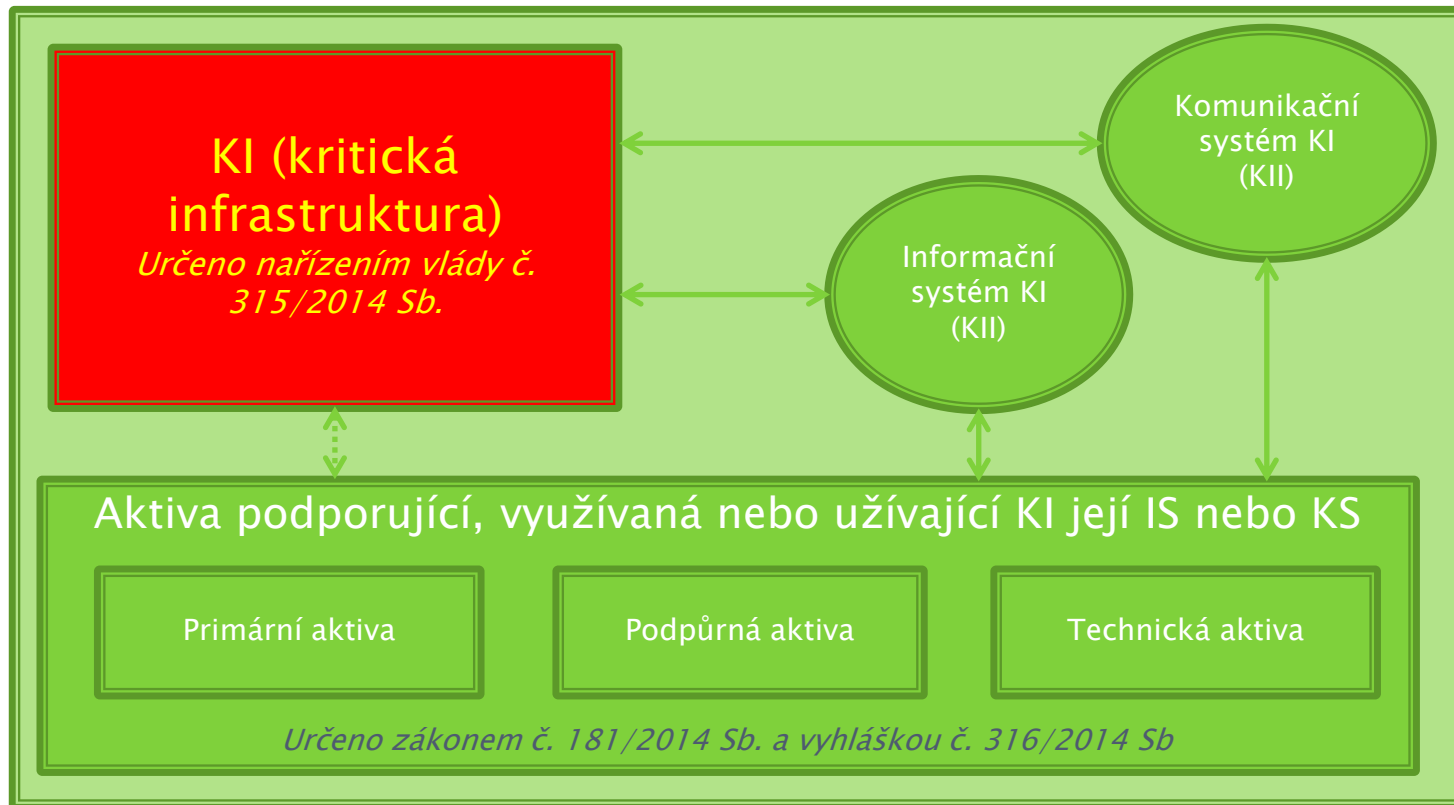 KI (kritická
infrastruktura)
Určeno nařízením vlády č.
315/2014 Sb.
Komunikační
systém KI
(KII)
Informační
systém KI
(KII)
Aktiva podporující, využívaná nebo užívající KI její IS nebo KS
Primární aktiva
Podpůrná aktiva
Technická aktiva
Určeno zákonem č. 181/2014 Sb. a vyhláškou č. 316/2014 Sb